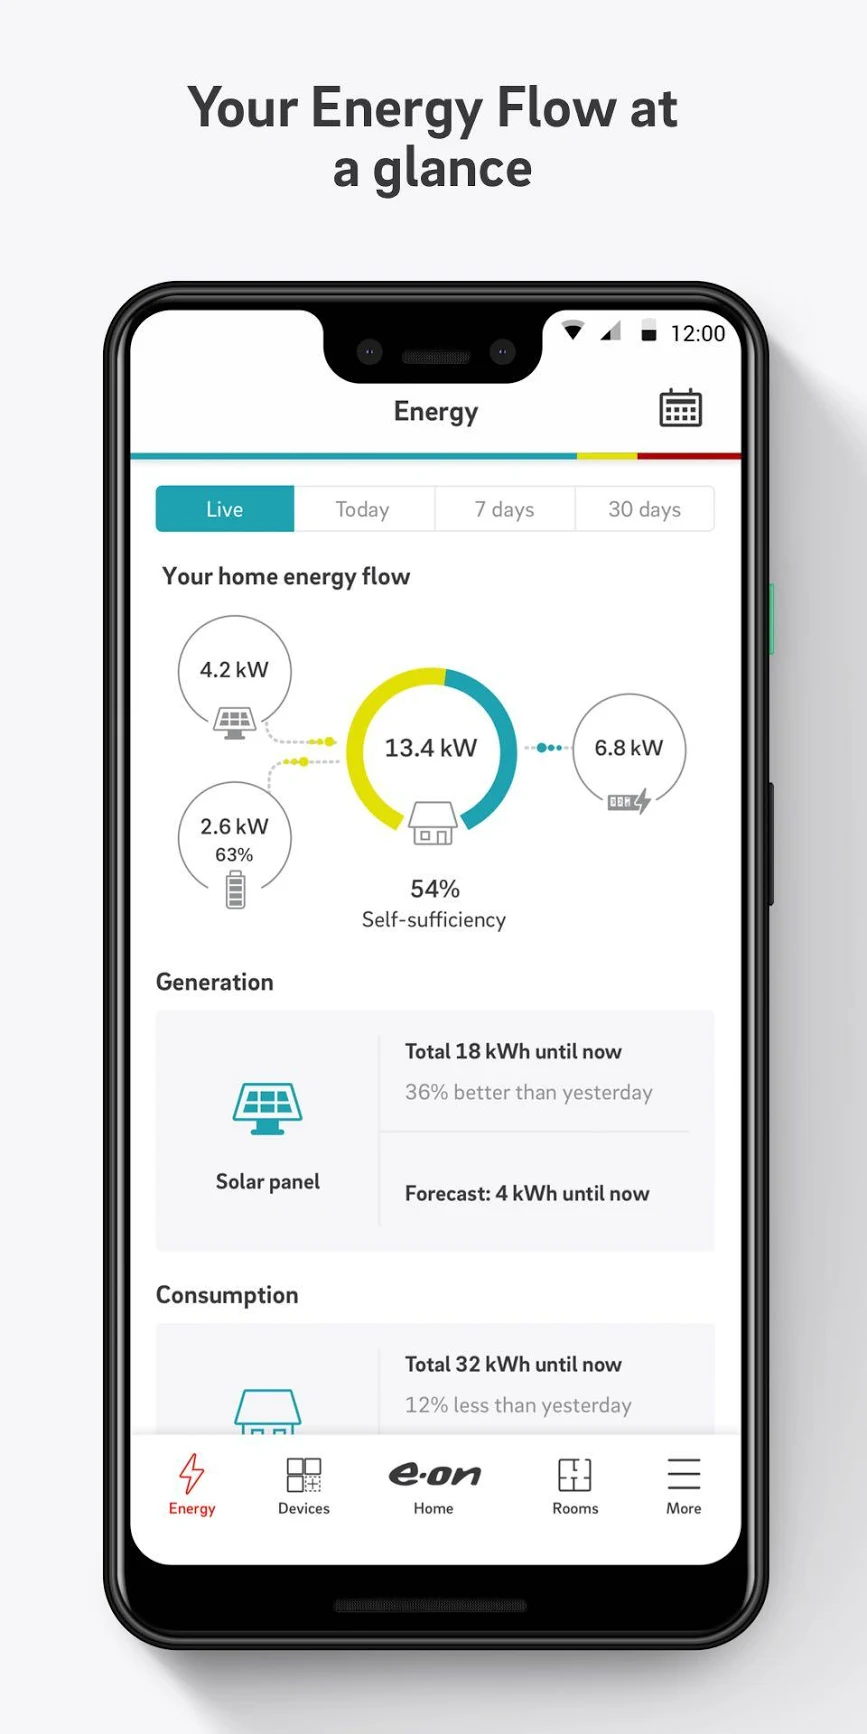 Your Energy Flow at
a glance
12:00
Energy
Live
Today
7 days
30 days
Your home energy flow
4.2 kW
13.4 kW
6.8 kW
2.6 kW
63%
54%
Self-sufficiency
Generation
Total 18 kWh until now
36% better than yesterday
Solar panel
Forecast: 4 kWh until now
Consumption
Total 32 kWh until now
12% less than yesterday
e·on
Energy
Devices
Home
Rooms
More